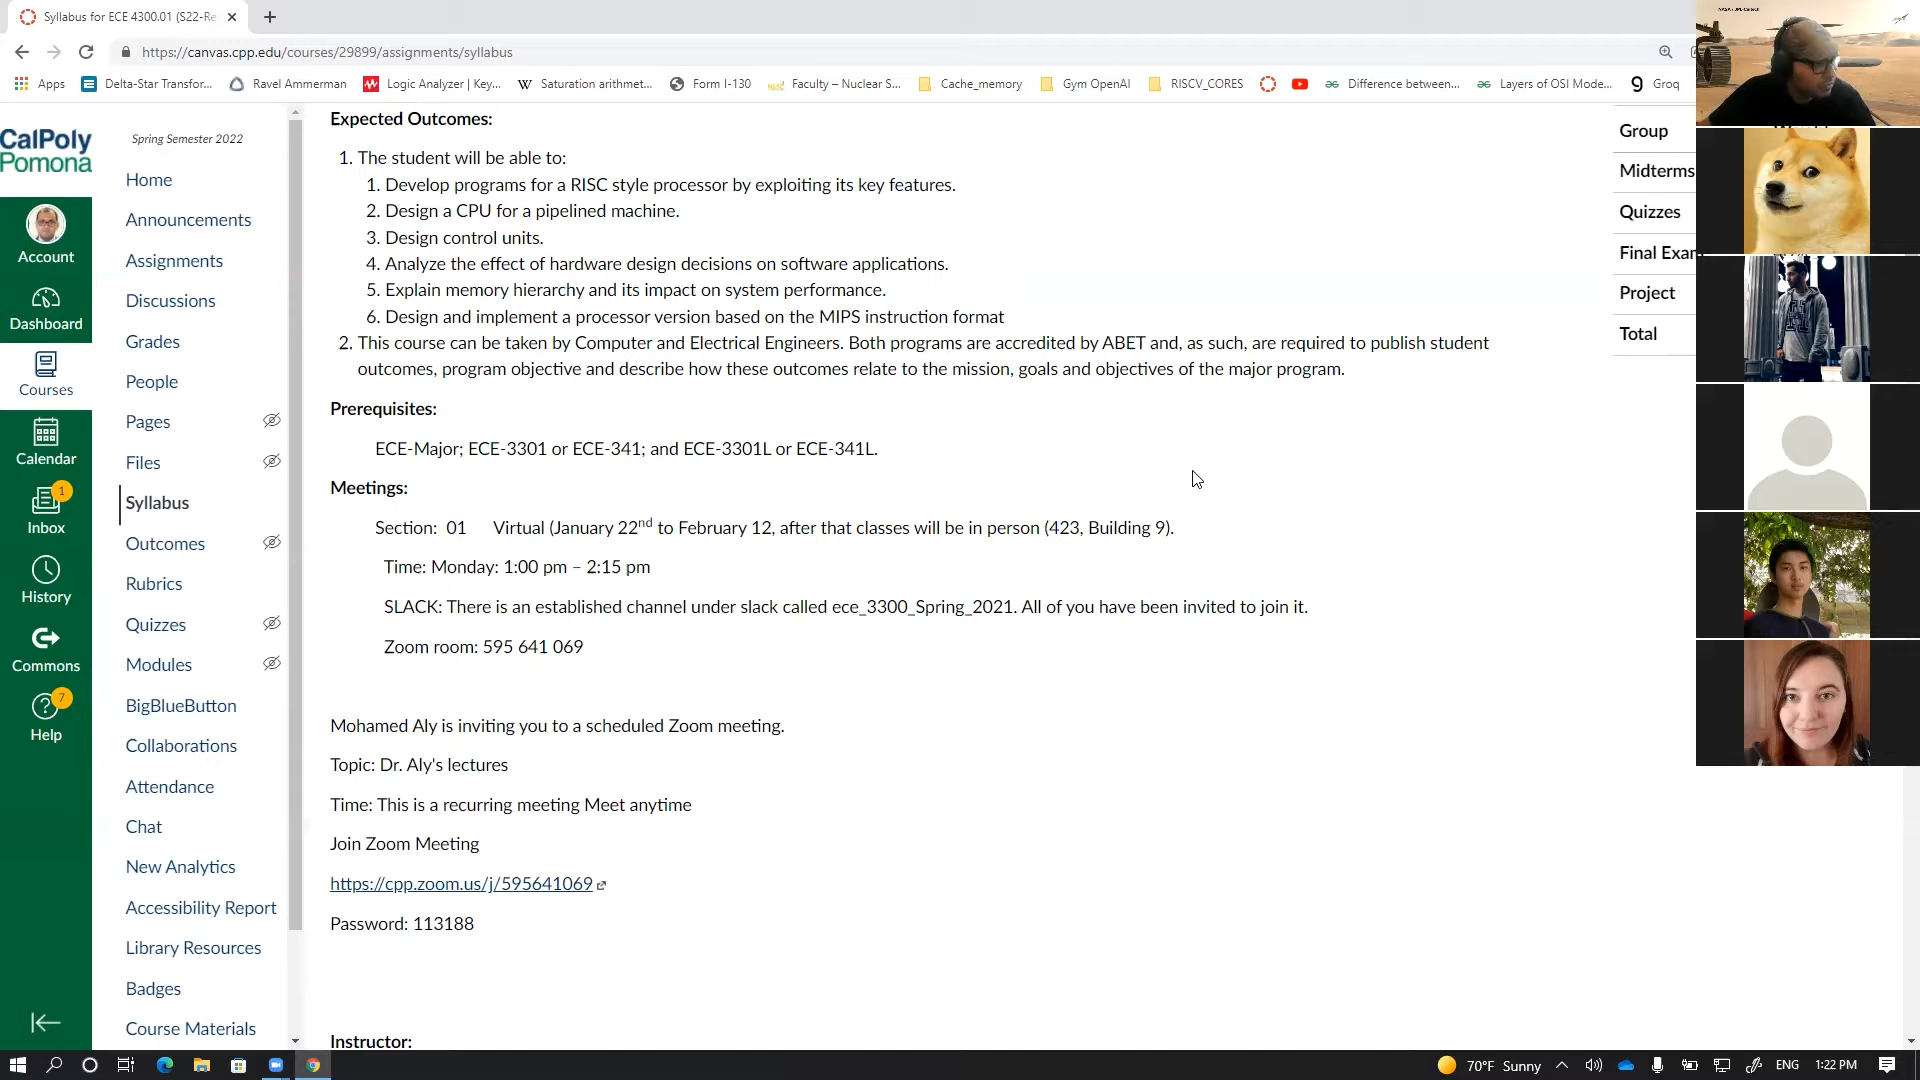 Syllabus for ECE 4300.01 (S22-Re
https://canvas.cpp.edu/courses/29899/assignments/syllabus
Apps
Delta-Star Transfor...
Ravel Ammerman
Logic Analyzer | Key...
W Saturation arithmet...
Form I-130
Faculty – Nuclear S...
Cache_memory
Gym OpenAI
RISCV_CORES
Difference between...
Layers of OSI Mode...
Groq
NASA / JPL-Caltech
CalPoly
Pomona
Account
Dashboard
Courses
Calendar
1
Inbox
History
Commons
7
Help
Spring Semester 2022
Home
Announcements
Assignments
Discussions
Grades
People
Pages
Files
Syllabus
Outcomes
Rubrics
Quizzes
Modules
BigBlueButton
Collaborations
Attendance
Chat
New Analytics
Accessibility Report
Library Resources
Badges
Course Materials
Expected Outcomes:
1. The student will be able to:
1. Develop programs for a RISC style processor by exploiting its key features.
2. Design a CPU for a pipelined machine.
3. Design control units.
4. Analyze the effect of hardware design decisions on software applications.
5. Explain memory hierarchy and its impact on system performance.
6. Design and implement a processor version based on the MIPS instruction format
2. This course can be taken by Computer and Electrical Engineers. Both programs are accredited by ABET and, as such, are required to publish student
outcomes, program objective and describe how these outcomes relate to the mission, goals and objectives of the major program.
Prerequisites:
ECE-Major; ECE-3301 or ECE-341; and ECE-3301L or ECE-341L.
Meetings:
Section: 01 Virtual (January 22nd to February 12, after that classes will be in person (423, Building 9).
Time: Monday: 1:00 pm – 2:15 pm
SLACK: There is an established channel under slack called ece_3300_Spring_2021. All of you have been invited to join it.
Zoom room: 595 641 069
Mohamed Aly is inviting you to a scheduled Zoom meeting.
Topic: Dr. Aly's lectures
Time: This is a recurring meeting Meet anytime
Join Zoom Meeting
https://cpp.zoom.us/j/595641069
Password: 113188
Instructor:
Group
Midterms
Quizzes
Final Exam
Project
Total
70°F Sunny
ENG
1:22 PM